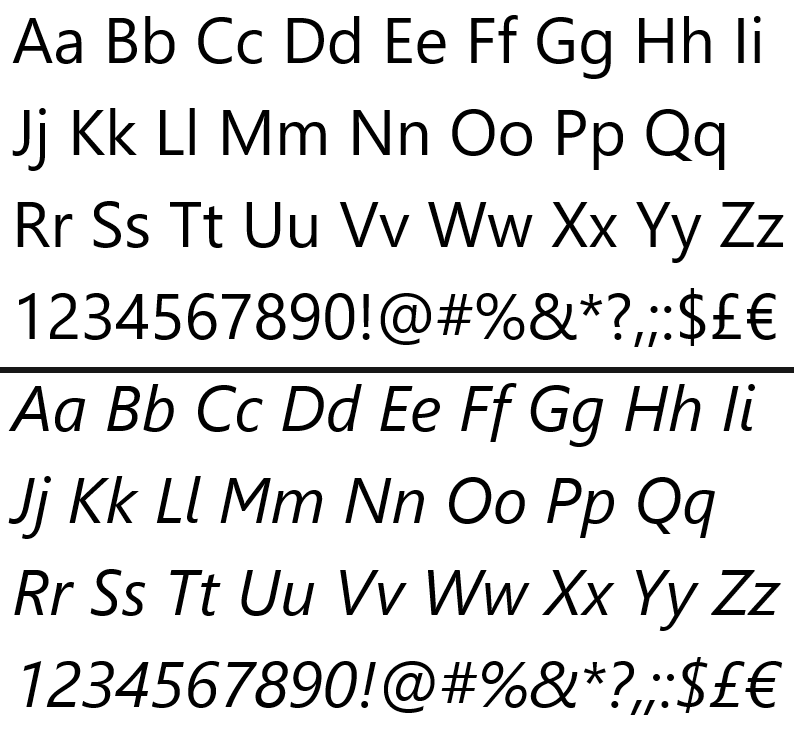 Aa Bb Cc Dd Ee Ff Gg Hh Ii
Jj Kk Ll Mm Nn Oo Pp Qq
Rr Ss Tt Uu Vv Ww Xx Yy Zz
1234567890!@#%&*?,;:$£€
Aa Bb Cc Dd Ee Ff Gg Hh Ii
Jj Kk Ll Mm Nn Oo Pp Qq
Rr Ss Tt Uu Vv Ww Xx Yy Zz
1234567890!@#%&*?,;:$£€